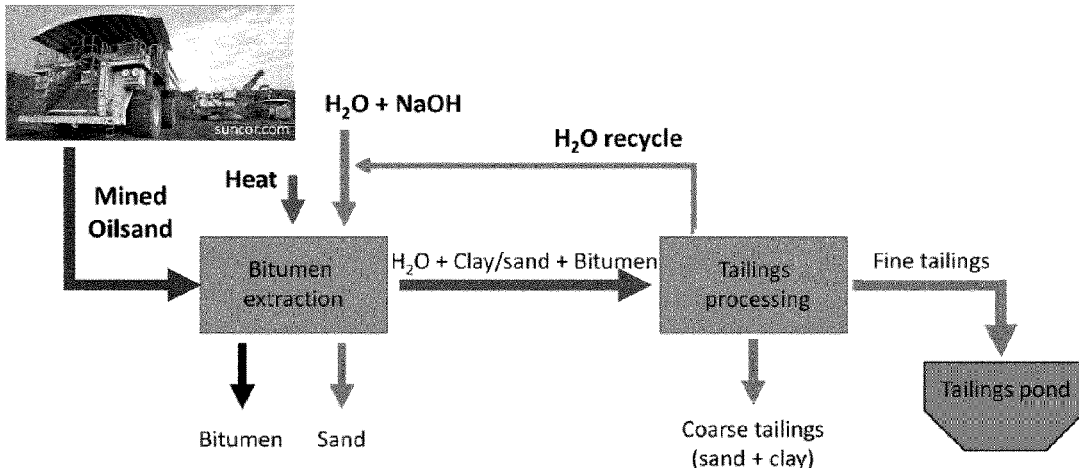 suncor.com
H₂O + NaOH
H₂O recycle
Heat
Mined
Oilsand
Bitumen
extraction
H₂O + Clay/sand + Bitumen
Tailings
processing
Fine tailings
Tailings pond
Bitumen
Sand
Coarse tailings
(sand + clay)